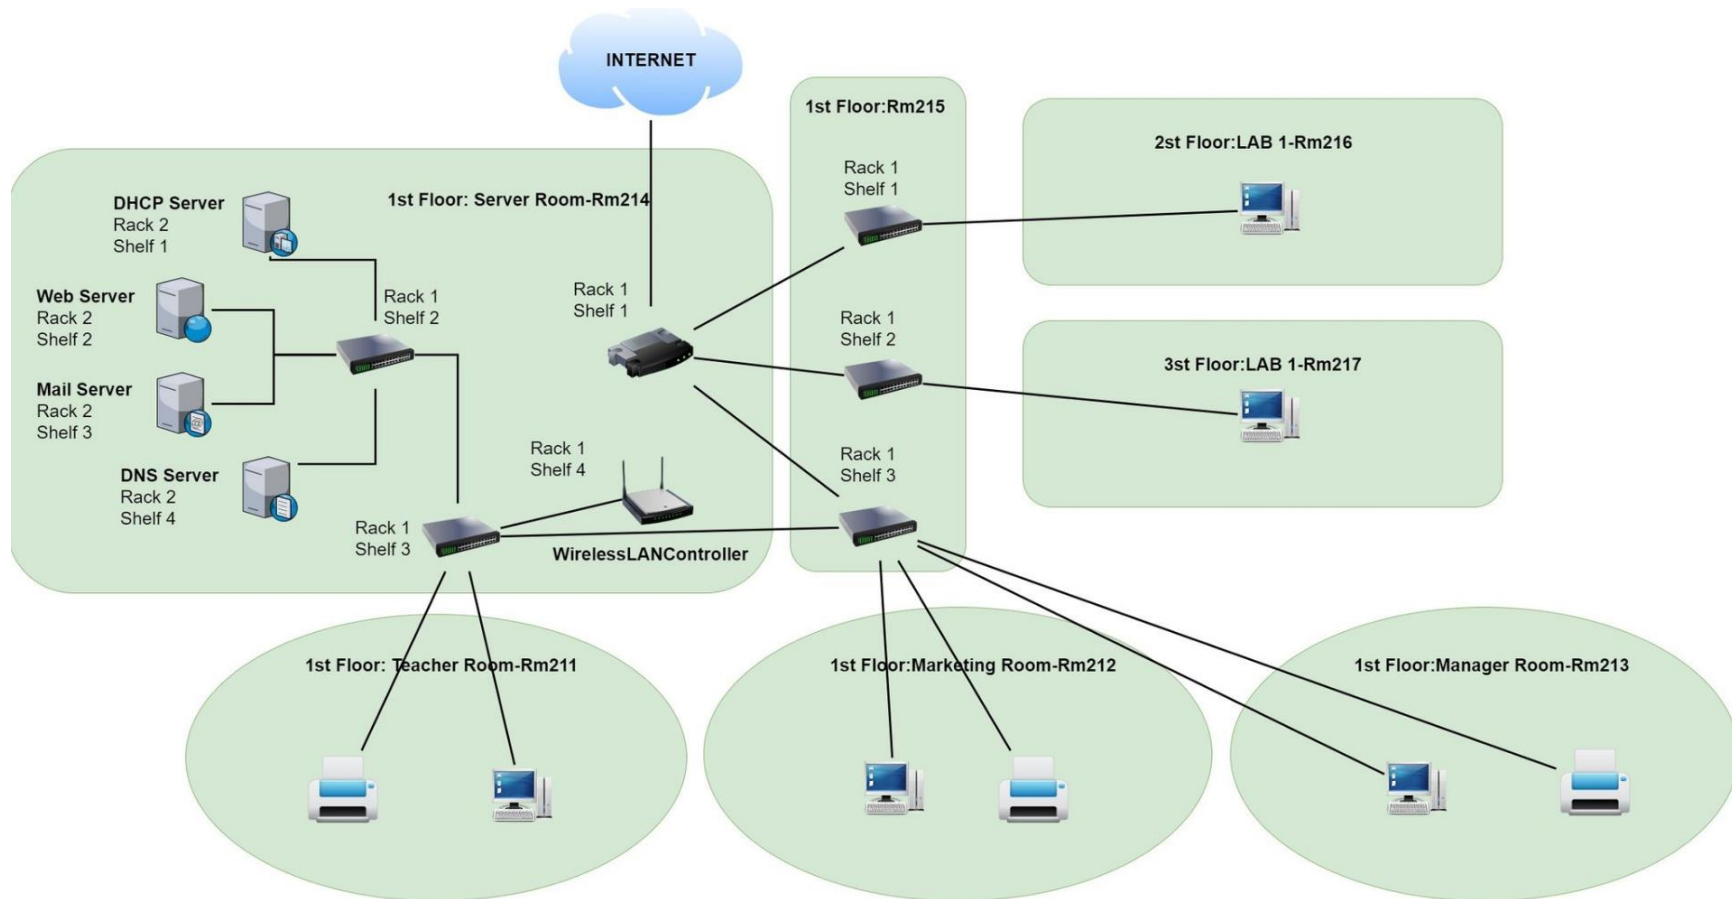 INTERNET
1st Floor: Server Room-Rm214
DHCP Server
Rack 2
Shelf 1
Web Server
Rack 2
Shelf 2
Mail Server
Rack 2
Shelf 3
DNS Server
Rack 2
Shelf 4
Rack 1
Shelf 2
Rack 1
Shelf 1
Rack 1
Shelf 4
Rack 1
Shelf 3
WirelessLANController
1st Floor:Rm215
Rack 1
Shelf 1
Rack 1
Shelf 2
Rack 1
Shelf 3
2st Floor:LAB 1-Rm216
3st Floor:LAB 1-Rm217
1st Floor: Teacher Room-Rm211
1st Floor:Marketing Room-Rm212
1st Floor:Manager Room-Rm213